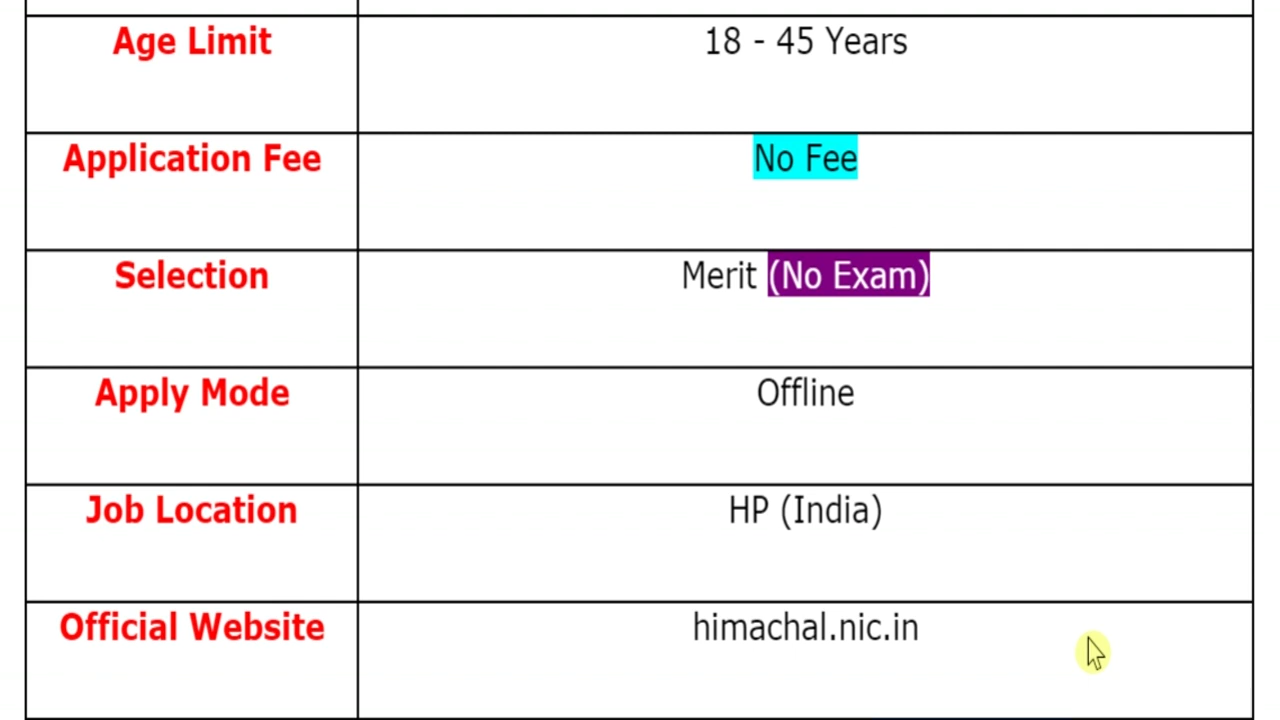 Age Limit 18 - 45 Years
Application Fee No Fee
Selection Merit (No Exam)
Apply Mode Offline
Job Location HP (India)
Official Website himachal.nic.in